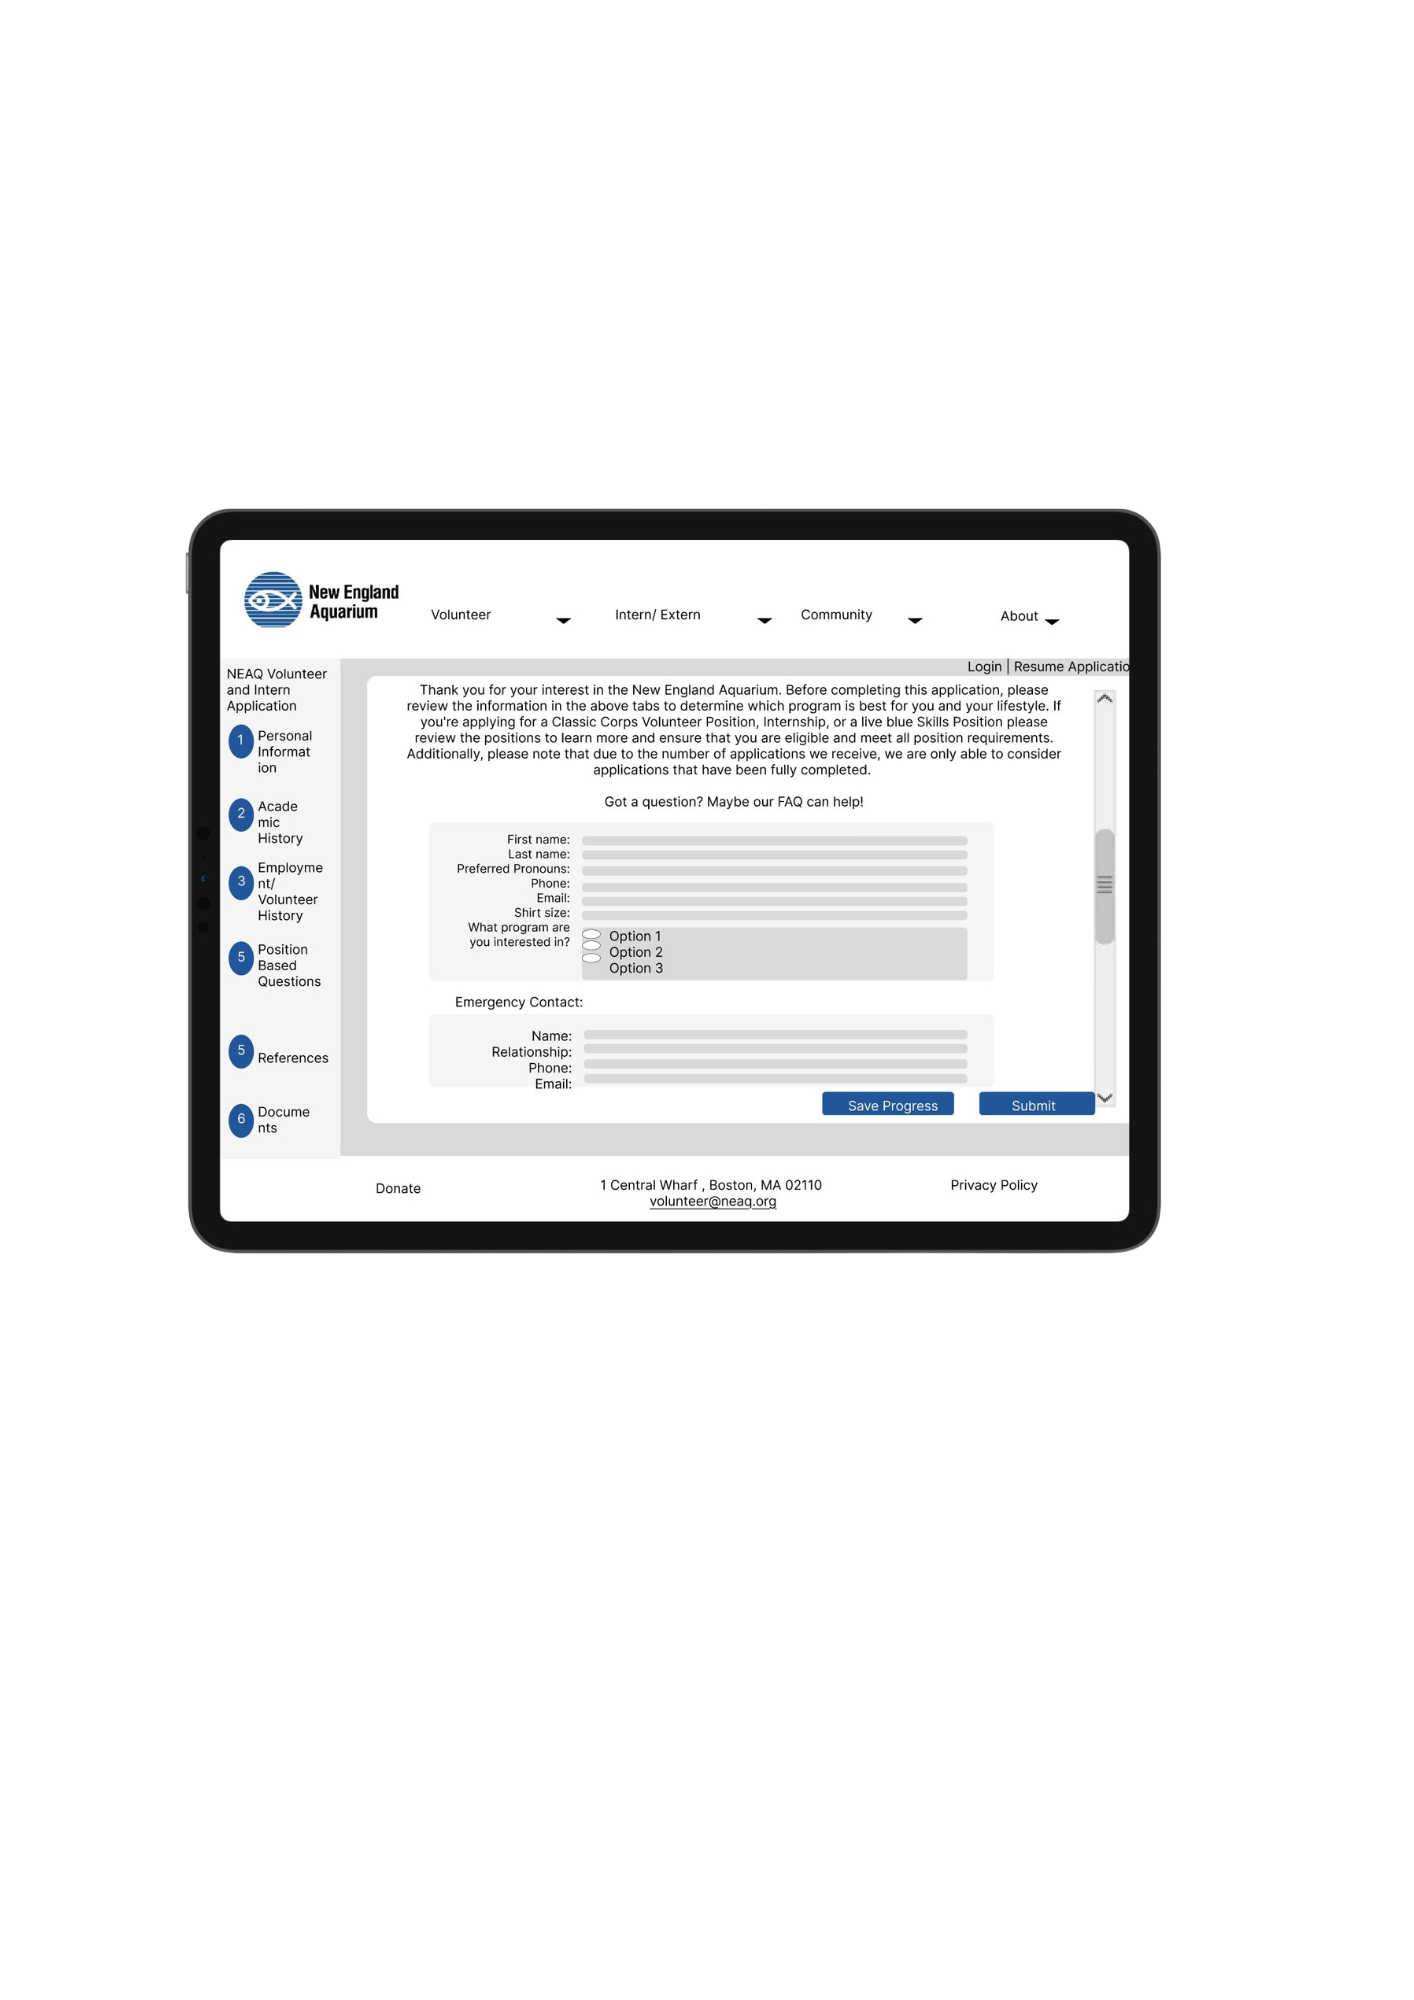 New England
Aquarium
Volunteer
Intern/ Extern
Community
About
Login | Resume Applicatio
NEAQ Volunteer
and Intern
Application
1
Personal
Informat
ion
2
Acade
mic
History
3
Employme
nt/
Volunteer
History
5
Position
Based
Questions
5
References
6
Docume
nts
Thank you for your interest in the New England Aquarium. Before completing this application, please
review the information in the above tabs to determine which program is best for you and your lifestyle. If
you're applying for a Classic Corps Volunteer Position, Internship, or a live blue Skills Position please
review the positions to learn more and ensure that you are eligible and meet all position requirements.
Additionally, please note that due to the number of applications we receive, we are only able to consider
applications that have been fully completed.
Got a question? Maybe our FAQ can help!
First name:
Last name:
Preferred Pronouns:
Phone:
Email:
Shirt size:
What program are
you interested in?
Option 1
Option 2
Option 3
Emergency Contact:
Name:
Relationship:
Phone:
Email:
Save Progress
Submit
Donate
1 Central Wharf , Boston, MA 02110
volunteer@neaq.org
Privacy Policy